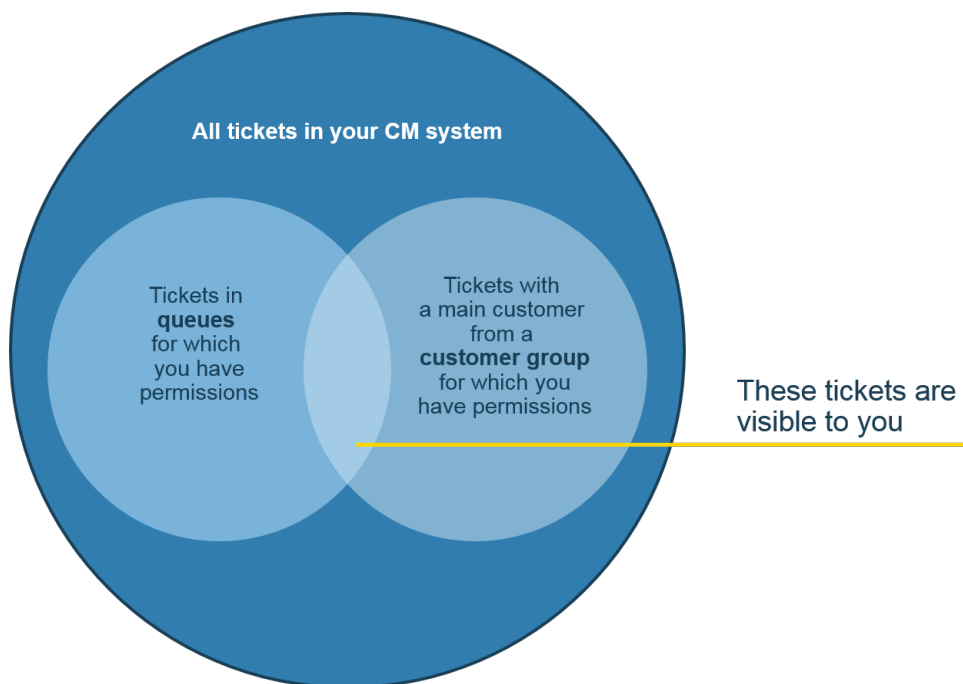 All tickets in your CM system
Tickets in
queues
for which
you have
permissions
Tickets with
a main customer
from a
customer group
for which you
have permissions
These tickets are
visible to you